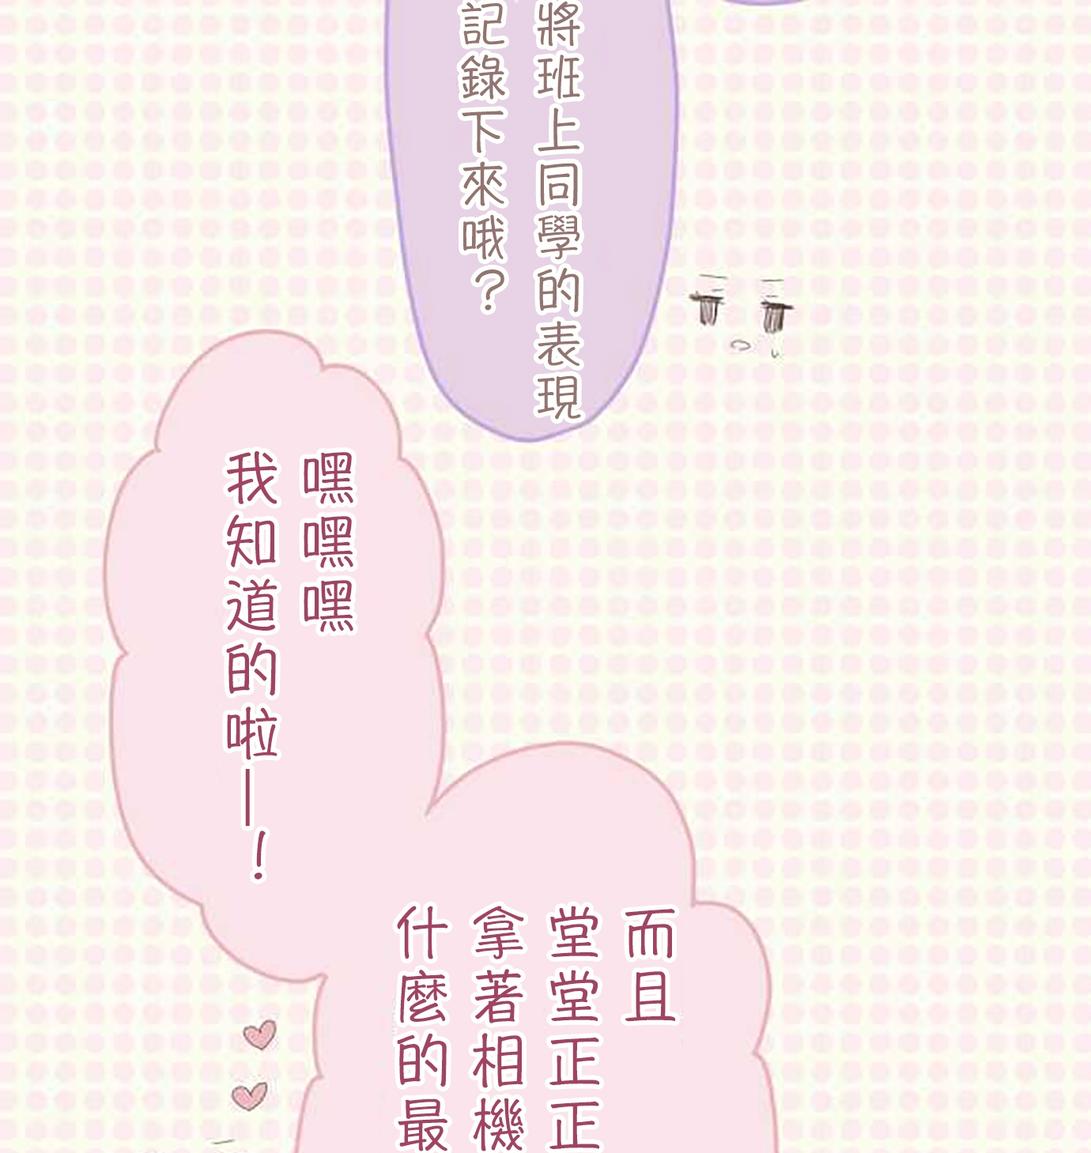 將班上同學的表現
記錄下來哦？
嘿嘿嘿
我知道的啦—！
而且
堂堂正正
拿著相機
什麼的最